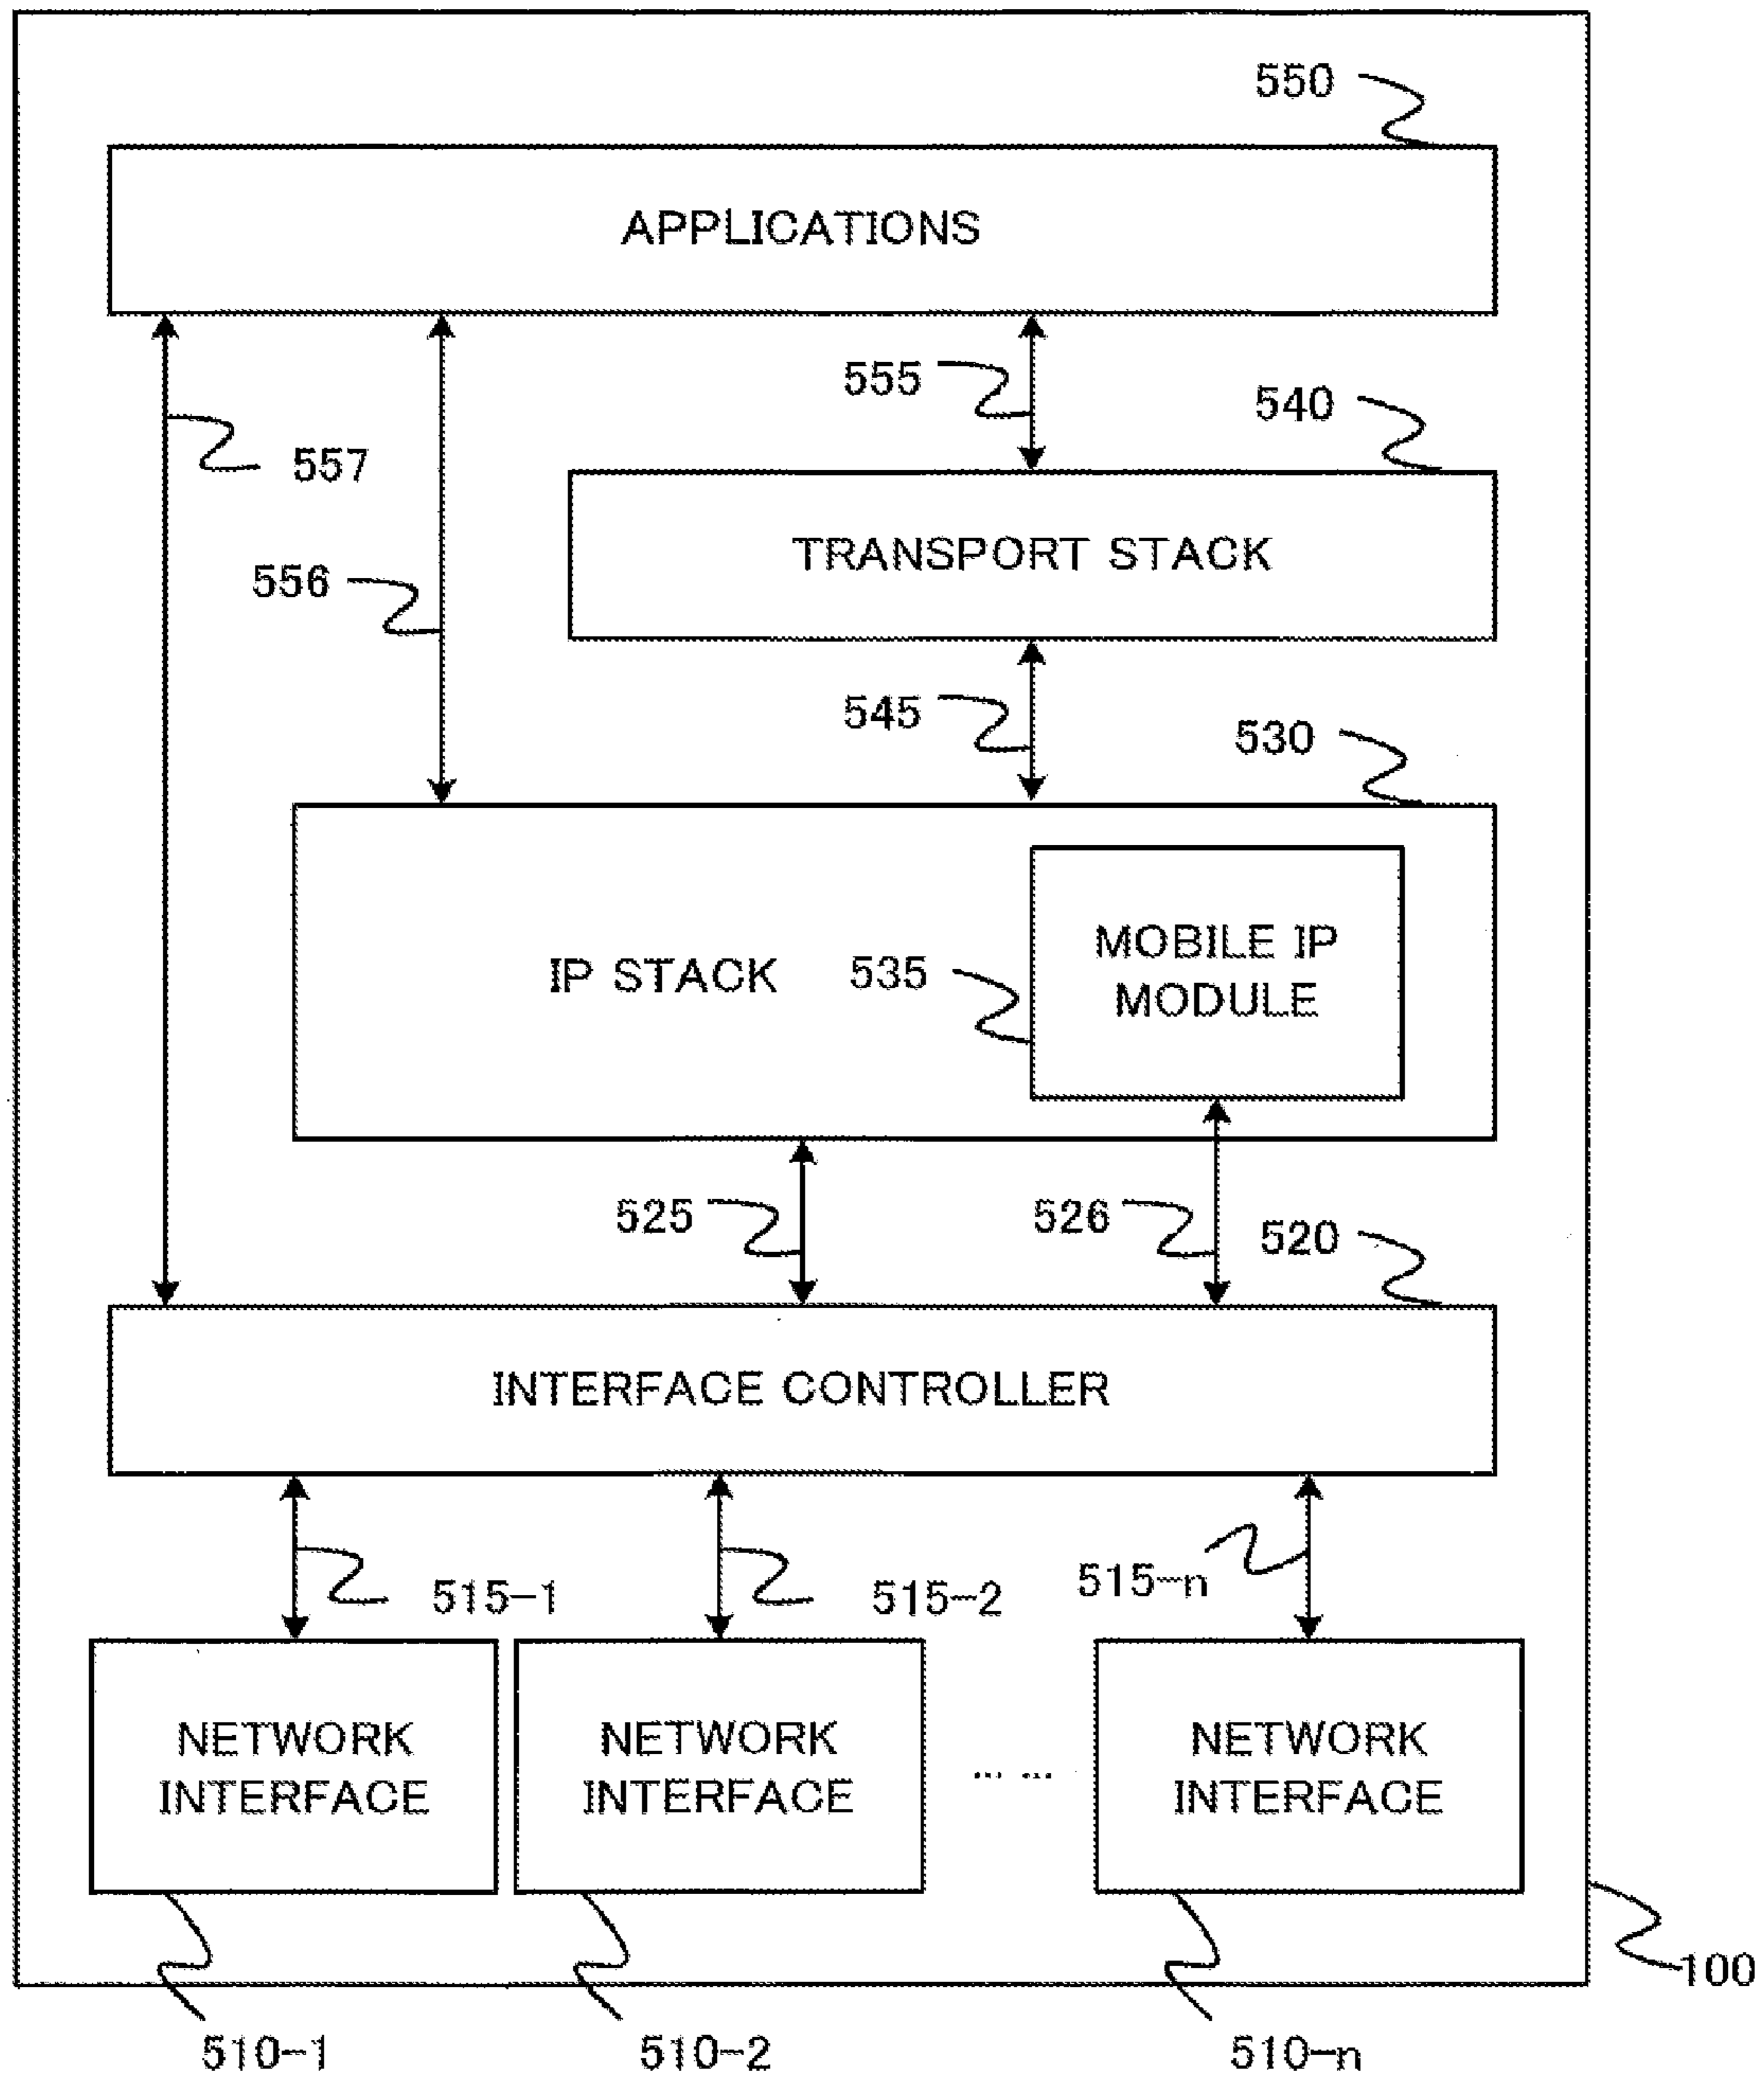 550
APPLICATIONS
555
540
557
TRANSPORT STACK
556
545
530
MOBILE IP
MODULE
IP STACK
535
525
526
520
INTERFACE CONTROLLER
515-1
515-2
515-n
NETWORK
INTERFACE
NETWORK
INTERFACE
... ...
NETWORK
INTERFACE
100
510-1
510-2
510-n